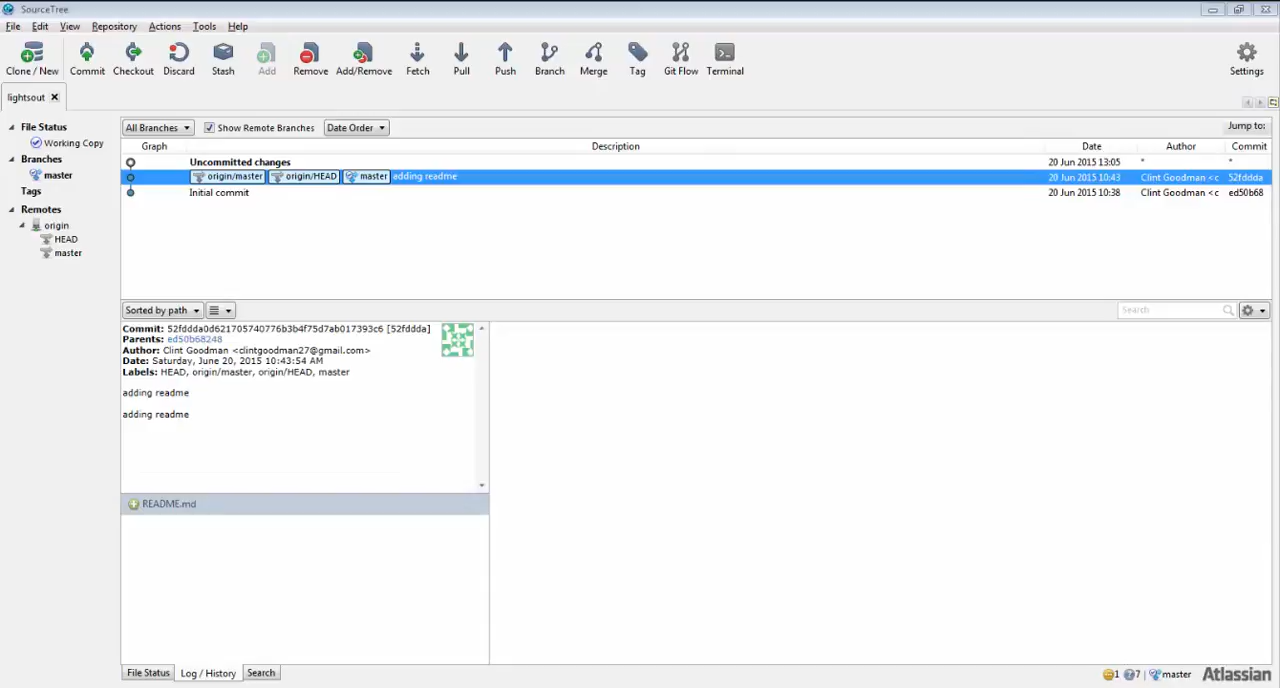 SourceTree
File Edit View Repository Actions Tools Help
Clone / New Commit Checkout Discard Stash Add Remove Add/Remove Fetch Pull Push Branch Merge Tag Git Flow Terminal Settings
lightsout
File Status
Working Copy
Branches
master
Tags
Remotes
origin
HEAD
master
All Branches Show Remote Branches Date Order Jump to:
Graph Description Date Author Commit
Uncommitted changes 20 Jun 2015 13:05 * *
origin/master origin/HEAD master adding readme 20 Jun 2015 10:43 Clint Goodman <c 52fddda
Initial commit 20 Jun 2015 10:38 Clint Goodman <c ed50b68
Sorted by path Search
Commit: 52fddda0d621705740776b3b4f75d7ab017393c6 [52fddda]
Parents: ed50b68248
Author: Clint Goodman <clintgoodman27@gmail.com>
Date: Saturday, June 20, 2015 10:43:54 AM
Labels: HEAD, origin/master, origin/HEAD, master
adding readme
adding readme
README.md
File Status Log / History Search 1 7 master Atlassian